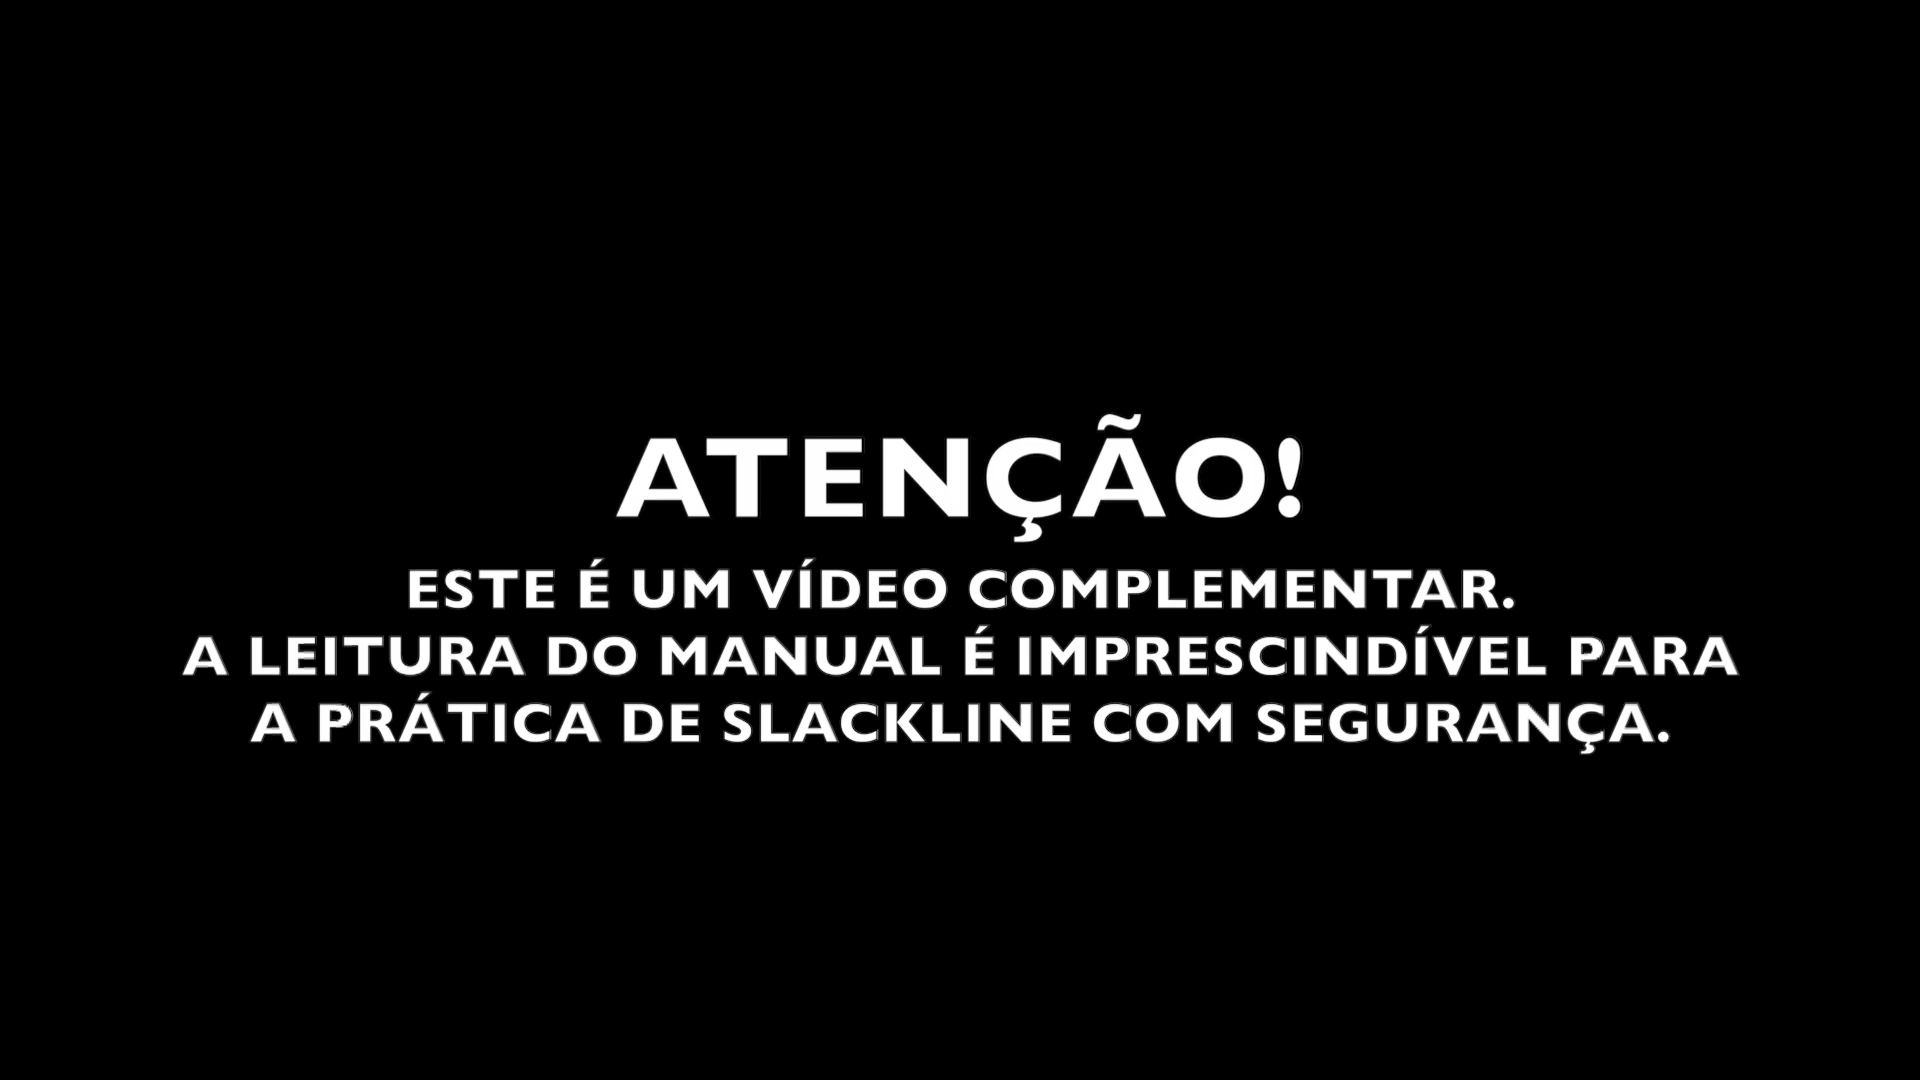 ATENÇÃO!
ESTE É UM VÍDEO COMPLEMENTAR.
A LEITURA DO MANUAL É IMPRESCINDÍVEL PARA
A PRÁTICA DE SLACKLINE COM SEGURANÇA.